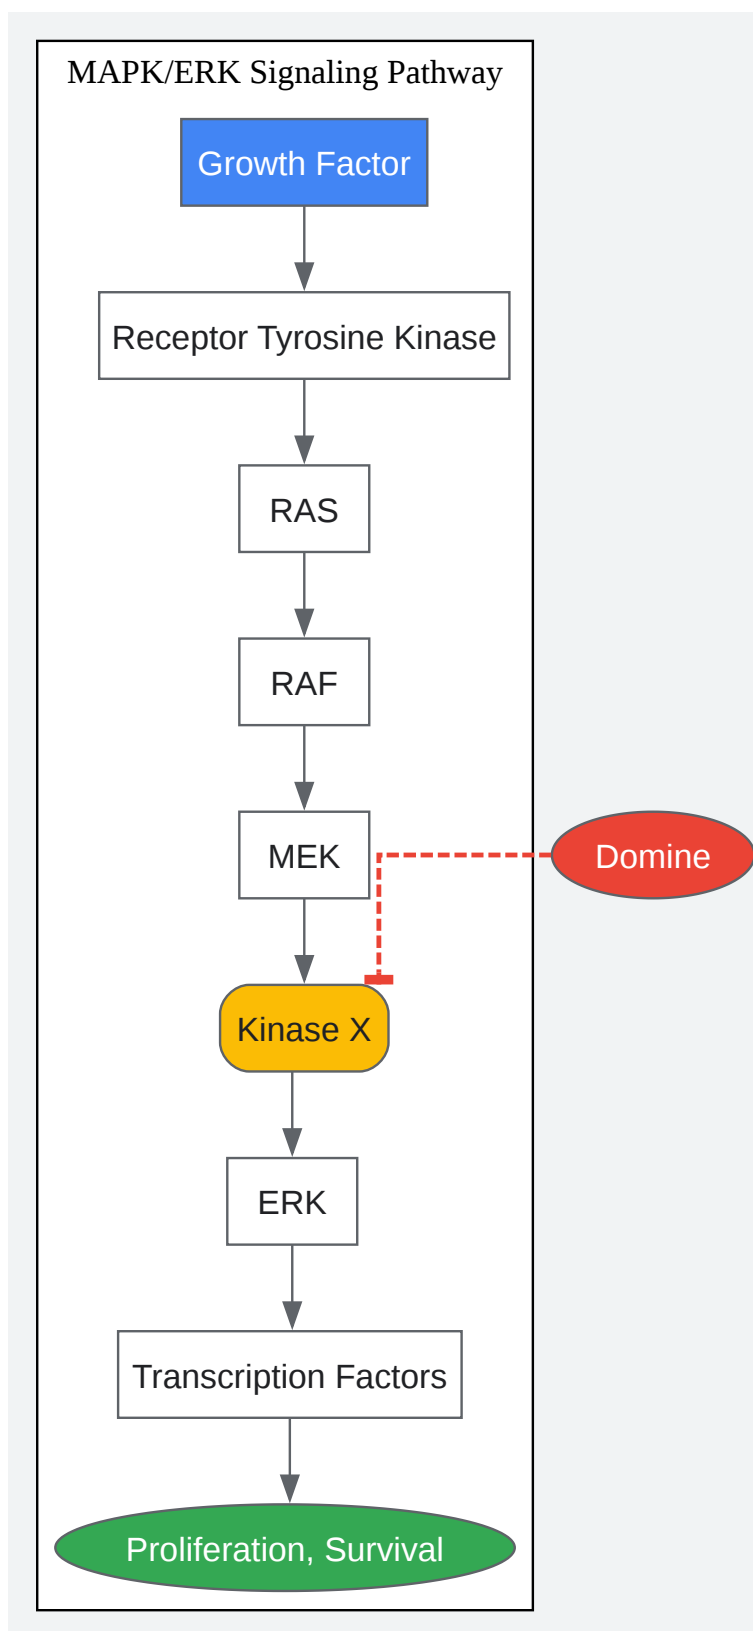 MAPK/ERK Signaling Pathway
Growth Factor
Receptor Tyrosine Kinase
RAS
RAF
MEK
Domine
Kinase X
ERK
Transcription Factors
Proliferation, Survival